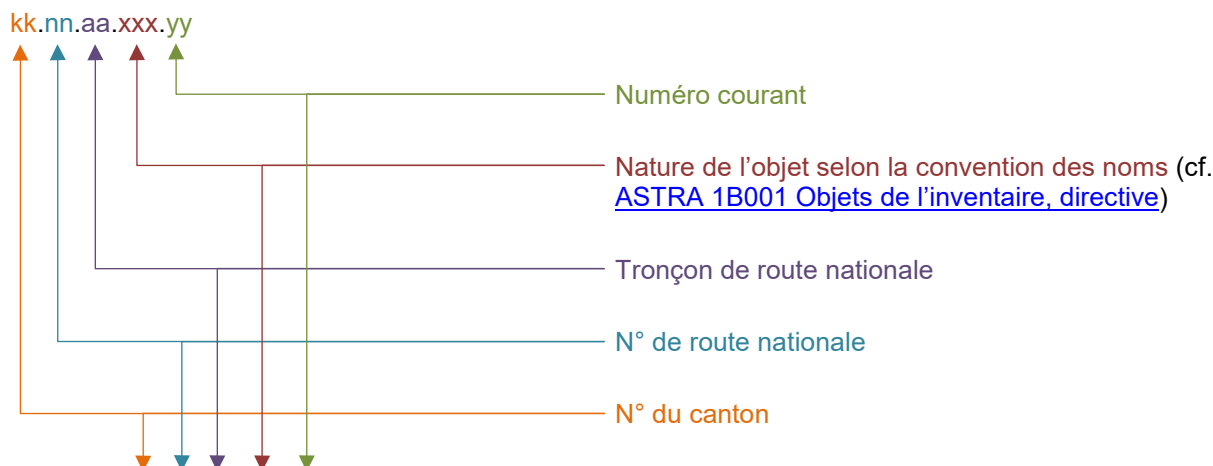 kk.nn.aa.xxx.yy
Numéro courant
Nature de l’objet selon la convention des noms (cf.
ASTRA 1B001 Objets de l’inventaire, directive)
Tronçon de route nationale
N° de route nationale
N° du canton